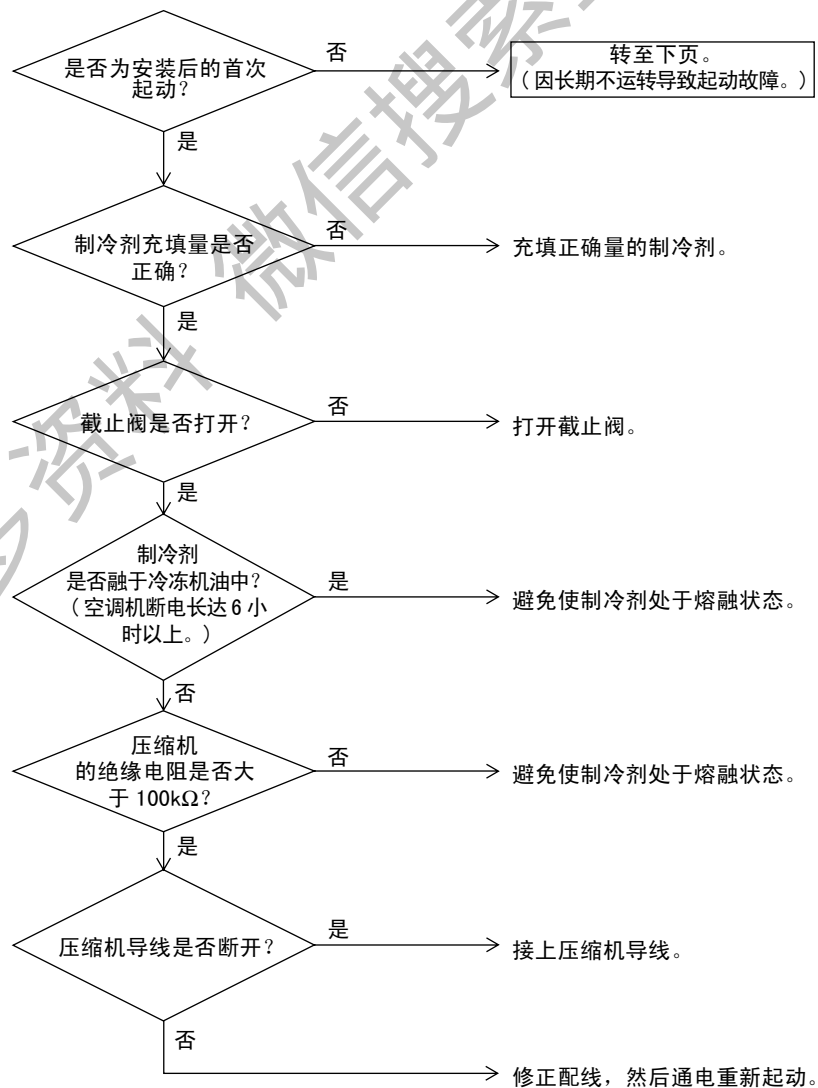 是否为安装后的首次
起动？
否
转至下页。
（因长期不运转导致起动故障。）
是
制冷剂充填量是否
正确？
否
充填正确量的制冷剂。
是
截止阀是否打开？
否
打开截止阀。
是
制冷剂
是否融于冷冻机油中？
（空调机断电长达 6 小
时以上。）
是
避免使制冷剂处于熔融状态。
否
压缩机
的绝缘电阻是否大
于 100kΩ？
否
避免使制冷剂处于熔融状态。
是
压缩机导线是否断开？
是
接上压缩机导线。
否
修正配线，然后通电重新起动。
资料 微信搜索